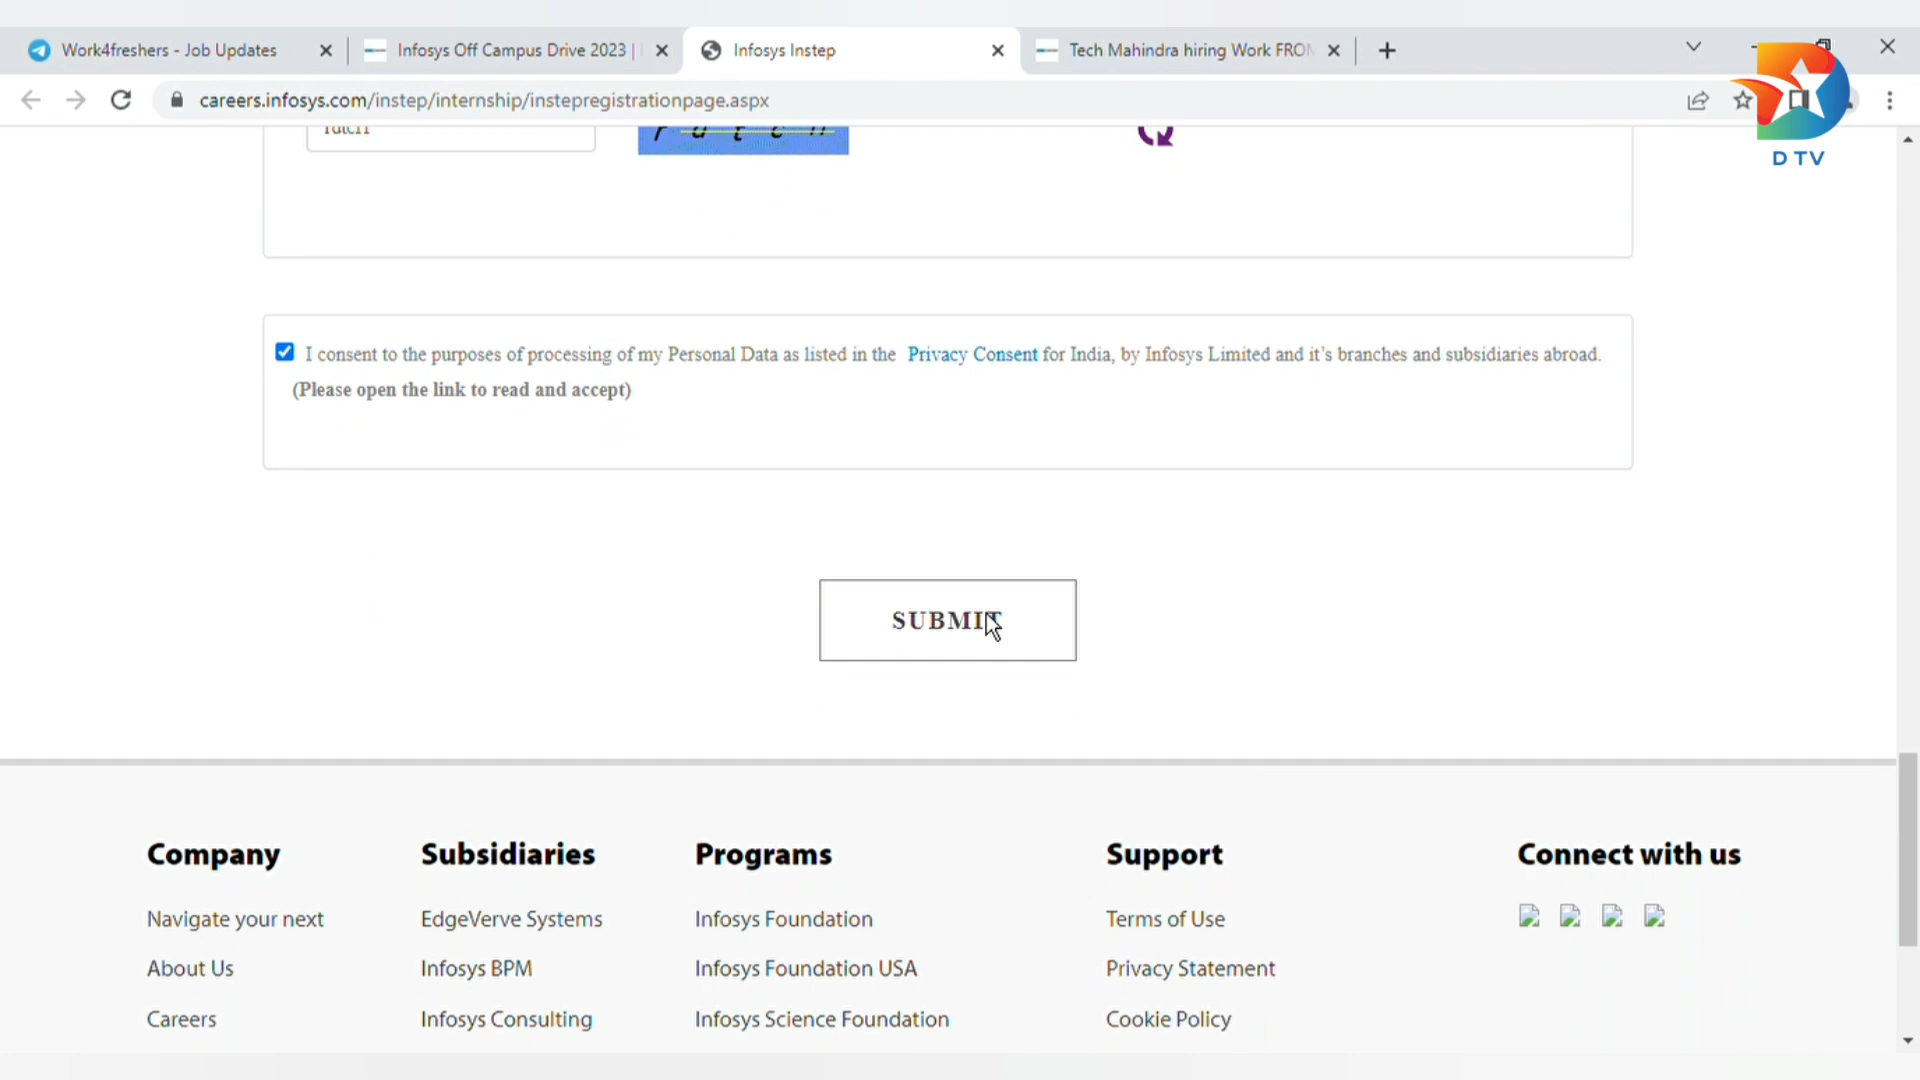 Work4freshers - Job Updates
Infosys Off Campus Drive 2023 |
Infosys Instep
Tech Mahindra hiring Work FROM
careers.infosys.com/instep/internship/instepregistrationpage.aspx
D TV
I consent to the purposes of processing of my Personal Data as listed in the Privacy Consent for India, by Infosys Limited and it's branches and subsidiaries abroad.
(Please open the link to read and accept)
SUBMIT
Company
Navigate your next
About Us
Careers
Subsidiaries
EdgeVerve Systems
Infosys BPM
Infosys Consulting
Programs
Infosys Foundation
Infosys Foundation USA
Infosys Science Foundation
Support
Terms of Use
Privacy Statement
Cookie Policy
Connect with us